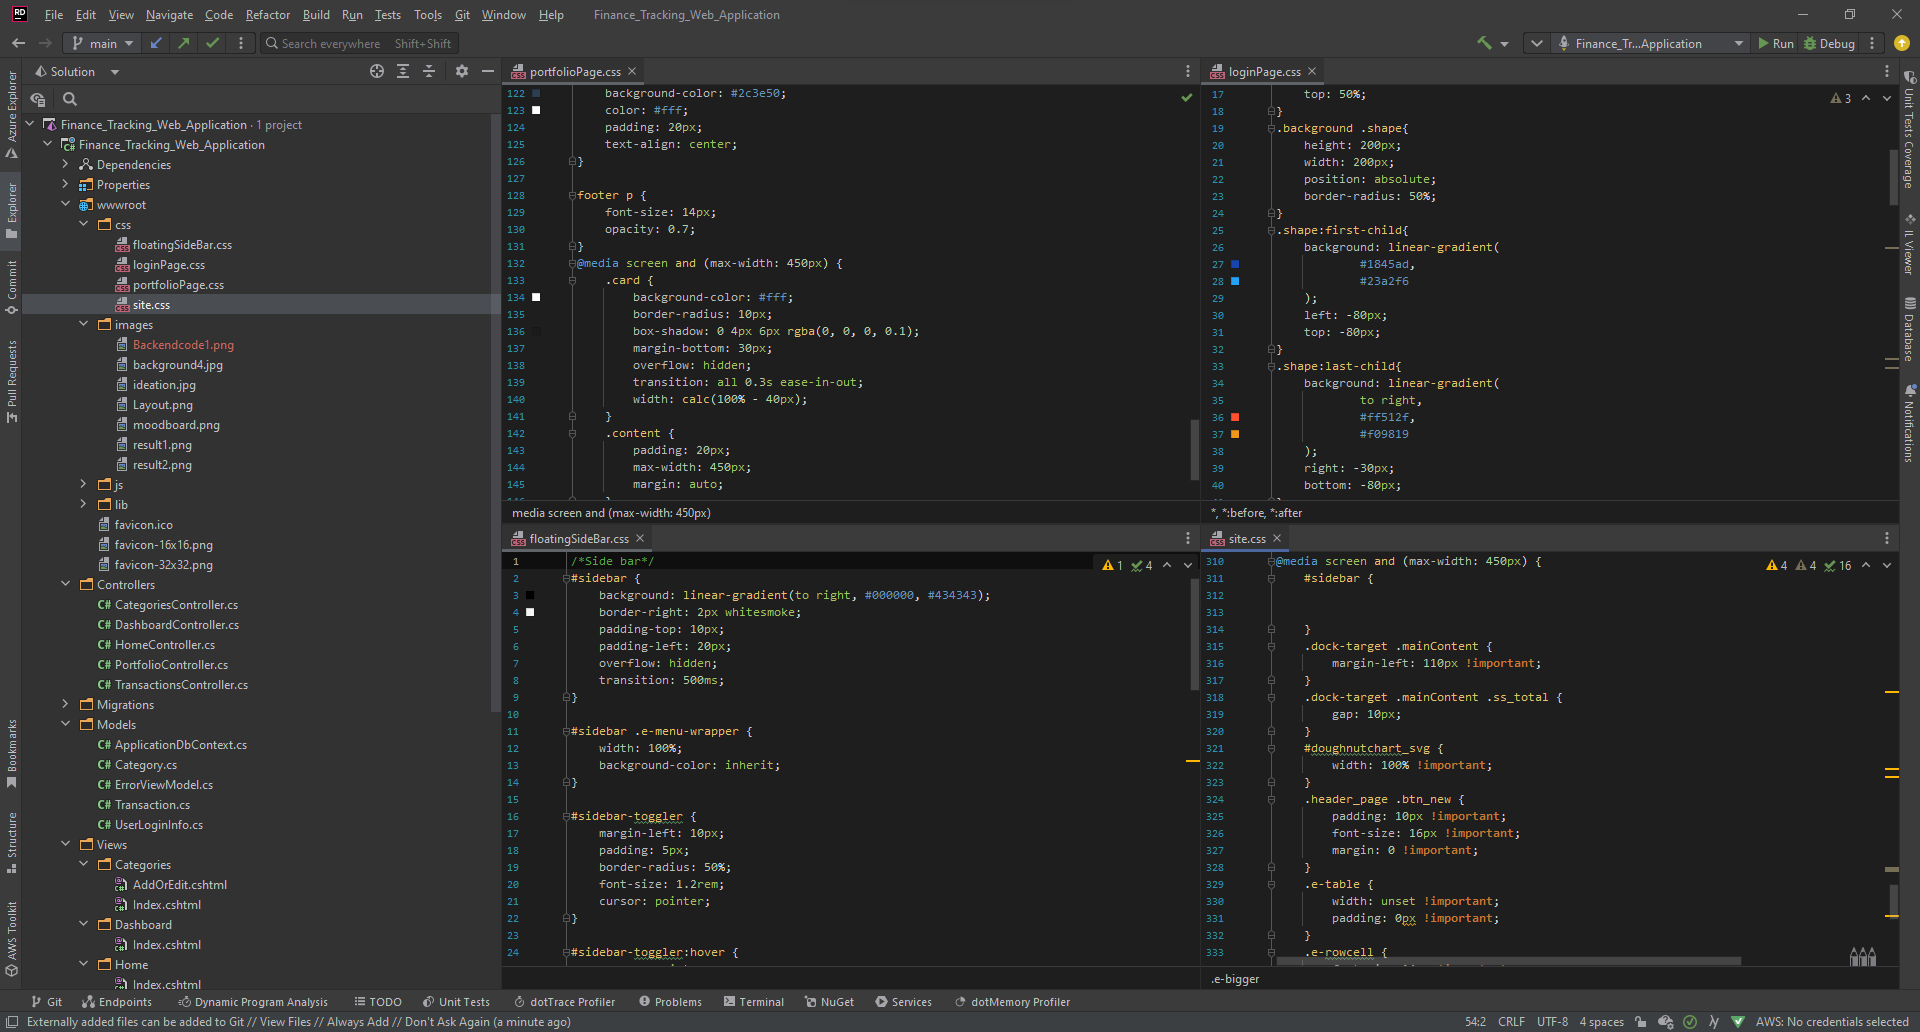 RD File Edit View Navigate Code Refactor Build Run Tests Tools Git Window Help Finance_Tracking_Web_Application
main Search everywhere Shift+Shift Finance_Tr...Application Run Debug
Azure Explorer
Explorer
Commit
Pull Requests
Bookmarks
Structure
AWS Toolkit
Solution
Finance_Tracking_Web_Application · 1 project
Finance_Tracking_Web_Application
Dependencies
Properties
wwwroot
css
floatingSideBar.css
loginPage.css
portfolioPage.css
site.css
images
Backendcode1.png
background4.jpg
ideation.jpg
Layout.png
moodboard.png
result1.png
result2.png
js
lib
favicon.ico
favicon-16x16.png
favicon-32x32.png
Controllers
C# CategoriesController.cs
C# DashboardController.cs
C# HomeController.cs
C# PortfolioController.cs
C# TransactionsController.cs
Migrations
Models
C# ApplicationDbContext.cs
C# Category.cs
C# ErrorViewModel.cs
C# Transaction.cs
C# UserLoginInfo.cs
Views
Categories
AddOrEdit.cshtml
Index.cshtml
Dashboard
Index.cshtml
Home
Index.cshtml
portfolioPage.css
122 background-color: #2c3e50;
123 color: #fff;
124 padding: 20px;
125 text-align: center;
126 }
127
128 footer p {
129 font-size: 14px;
130 opacity: 0.7;
131 }
132 @media screen and (max-width: 450px) {
133 .card {
134 background-color: #fff;
135 border-radius: 10px;
136 box-shadow: 0 4px 6px rgba(0, 0, 0, 0.1);
137 margin-bottom: 30px;
138 overflow: hidden;
139 transition: all 0.3s ease-in-out;
140 width: calc(100% - 40px);
141 }
142 .content {
143 padding: 20px;
144 max-width: 450px;
145 margin: auto;
media screen and (max-width: 450px)
loginPage.css
3
17 top: 50%;
18 }
19 .background .shape{
20 height: 200px;
21 width: 200px;
22 position: absolute;
23 border-radius: 50%;
24 }
25 .shape:first-child{
26 background: linear-gradient(
27 #1845ad,
28 #23a2f6
29 );
30 left: -80px;
31 top: -80px;
32 }
33 .shape:last-child{
34 background: linear-gradient(
35 to right,
36 #ff512f,
37 #f09819
38 );
39 right: -30px;
40 bottom: -80px;
*, *:before, *:after
floatingSideBar.css
1 4
1 /*Side bar*/
2 #sidebar {
3 background: linear-gradient(to right, #000000, #434343);
4 border-right: 2px whitesmoke;
5 padding-top: 10px;
6 padding-left: 20px;
7 overflow: hidden;
8 transition: 500ms;
9 }
10
11 #sidebar .e-menu-wrapper {
12 width: 100%;
13 background-color: inherit;
14 }
15
16 #sidebar-toggler {
17 margin-left: 10px;
18 padding: 5px;
19 border-radius: 50%;
20 font-size: 1.2rem;
21 cursor: pointer;
22 }
23
24 #sidebar-toggler:hover {
site.css
4 4 16
310 @media screen and (max-width: 450px) {
311 #sidebar {
312
313
314 }
315 .dock-target .mainContent {
316 margin-left: 110px !important;
317 }
318 .dock-target .mainContent .ss_total {
319 gap: 10px;
320 }
321 #doughnutchart_svg {
322 width: 100% !important;
323 }
324 .header_page .btn_new {
325 padding: 10px !important;
326 font-size: 16px !important;
327 margin: 0 !important;
328 }
329 .e-table {
330 width: unset !important;
331 padding: 0px !important;
332 }
333 .e-rowcell {
.e-bigger
Unit Tests Coverage
IL Viewer
Database
Notifications
Git Endpoints Dynamic Program Analysis TODO Unit Tests dotTrace Profiler Problems Terminal NuGet Services dotMemory Profiler
Externally added files can be added to Git // View Files // Always Add // Don't Ask Again (a minute ago) 54:2 CRLF UTF-8 4 spaces AWS: No credentials selected